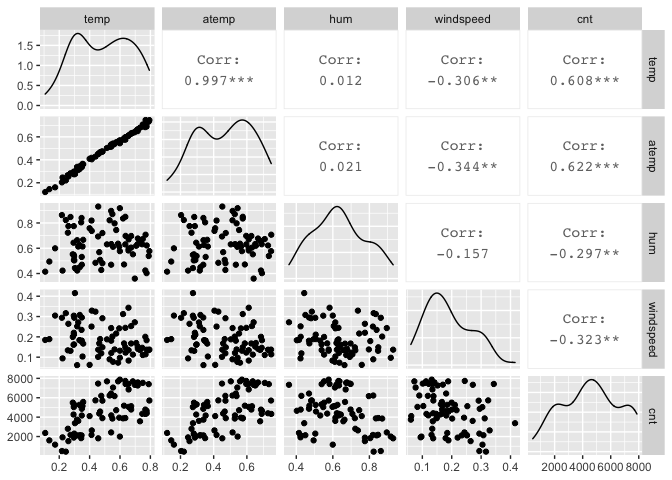 temp atemp hum windspeed cnt
1.5
1.0
0.5
0.0
Corr:
0.997***
Corr:
0.012
Corr:
-0.306**
Corr:
0.608***
temp
0.6
0.4
0.2
Corr:
0.021
Corr:
-0.344**
Corr:
0.622***
atemp
0.8
0.6
0.4
Corr:
-0.157
Corr:
-0.297**
hum
0.4
0.3
0.2
0.1
Corr:
-0.323**
windspeed
8000
6000
4000
2000
cnt
0.2 0.4 0.6 0.8 0.2 0.4 0.6 0.4 0.6 0.8 0.1 0.2 0.3 0.4 2000 4000 6000 8000